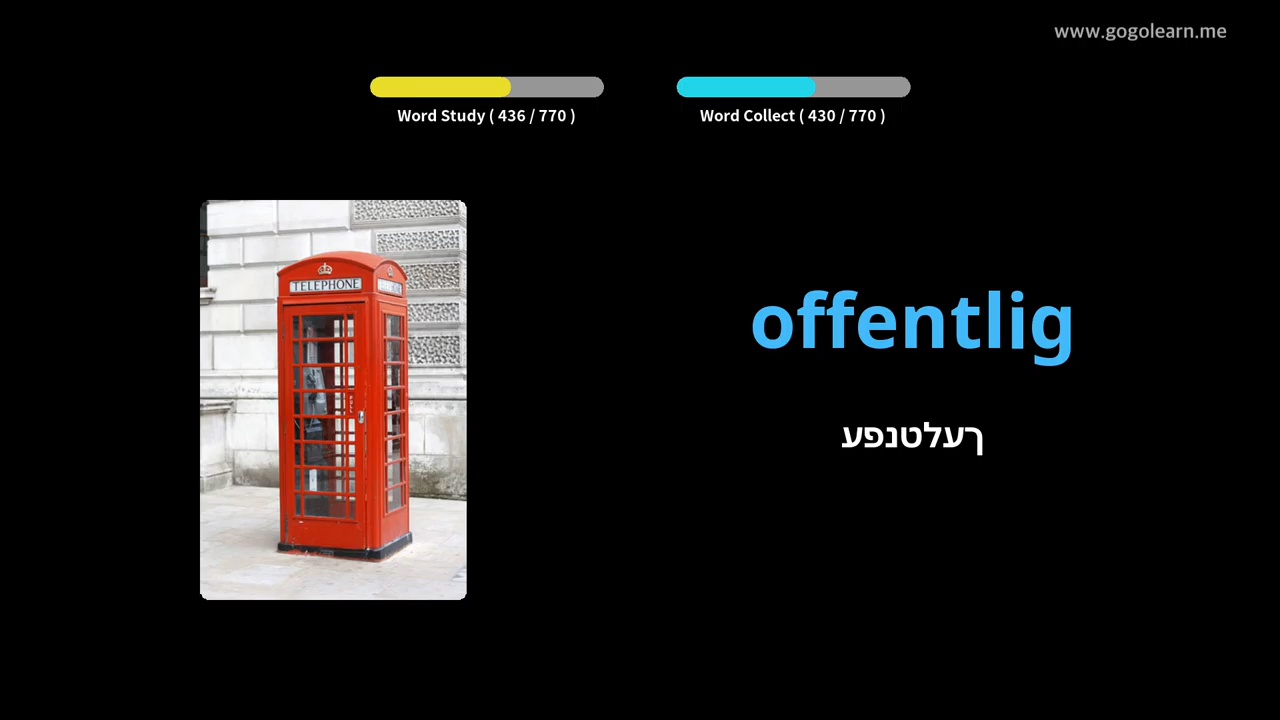 www.gogolearn.me
Word Study ( 436 / 770 )
Word Collect ( 430 / 770 )
TELEPHONE
offentlig
ךעלטנפע